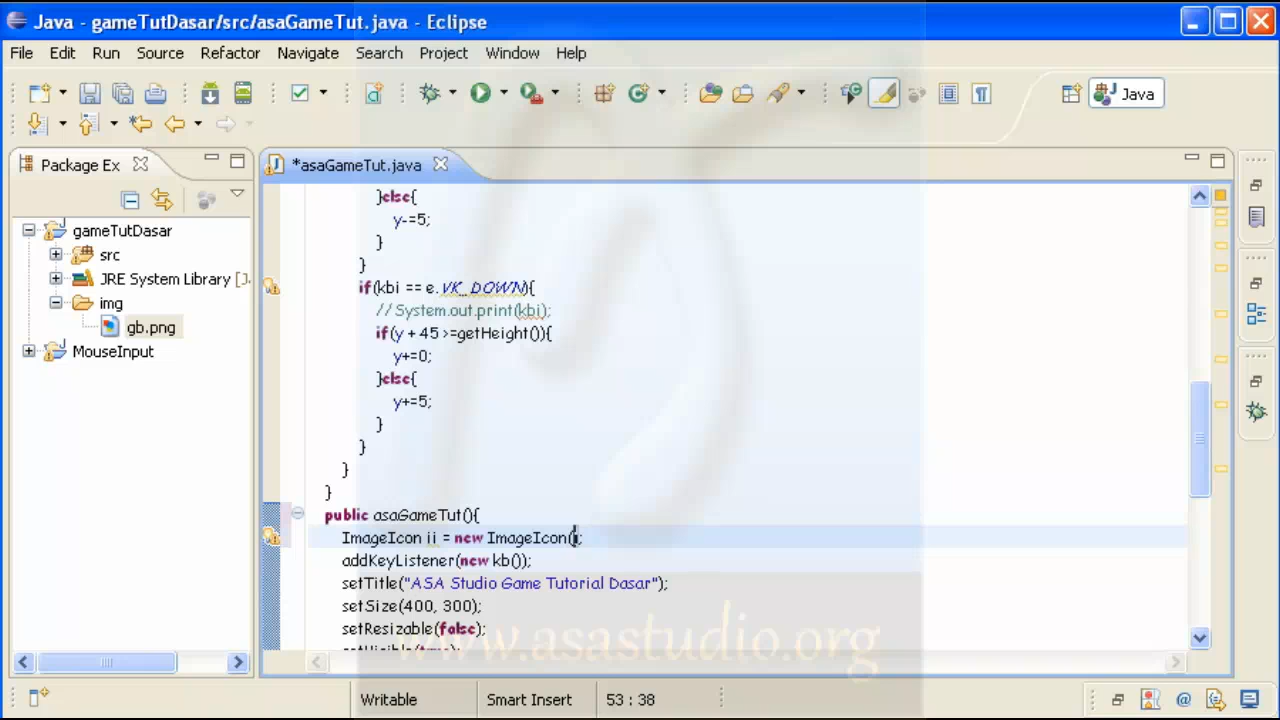 Java - gameTutDasar/src/asaGameTut.java - Eclipse
File Edit Run Source Refactor Navigate Search Project Window Help
Java
Package Ex
*asaGameTut.java
gameTutDasar
src
JRE System Library [J
img
gb.png
MouseInput
}else{
y-=5;
}
}
if(kbi == e.VK_DOWN){
// System.out.print(kbi);
if(y + 45 >=getHeight()){
y+=0;
}else{
y+=5;
}
}
}
}
public asaGameTut(){
ImageIcon ii = new ImageIcon();
addKeyListener(new kb());
setTitle("ASA Studio Game Tutorial Dasar");
setSize(400, 300);
setResizable(false);
setVisible(true);
www.asastudio.org
Writable
Smart Insert
53 : 38